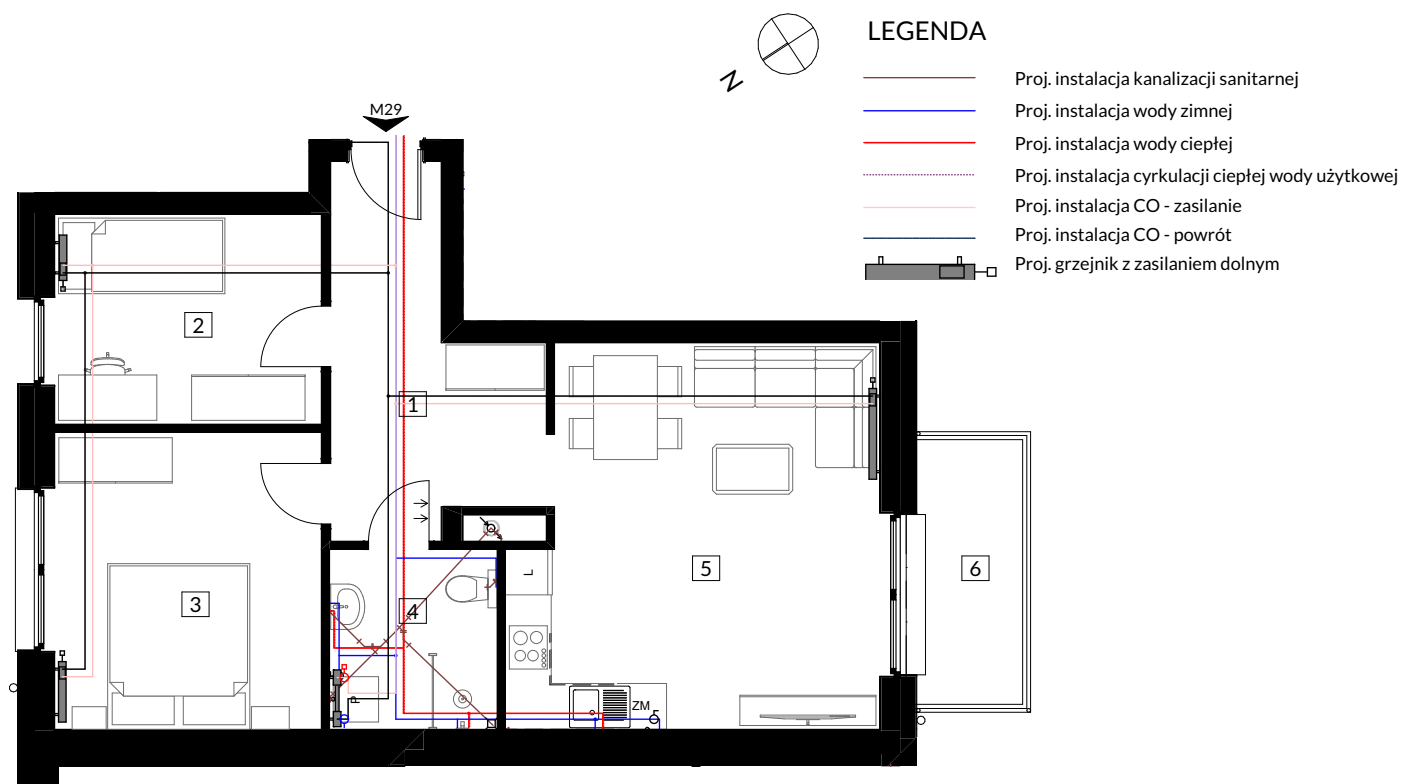 LEGENDA
N
Proj. instalacja kanalizacji sanitarnej
Proj. instalacja wody zimnej
M29
Proj. instalacja wody ciepłej
Proj. instalacja cyrkulacji ciepłej wody użytkowej
Proj. instalacja CO - zasilanie
Proj. instalacja CO - powrót
Proj. grzejnik z zasilaniem dolnym
2
1
L
5
6
3
4
P
ZM